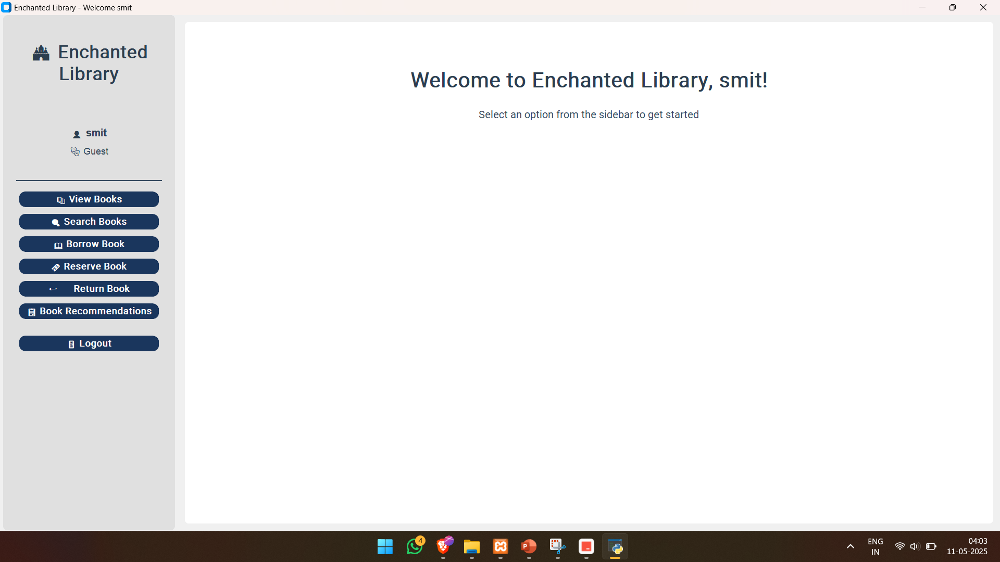 Enchanted Library - Welcome smit
Enchanted
Library
smit
Guest
View Books
Search Books
Borrow Book
Reserve Book
Return Book
Book Recommendations
Logout
Welcome to Enchanted Library, smit!
Select an option from the sidebar to get started
4
P
ENG
IN
04:03
11-05-2025